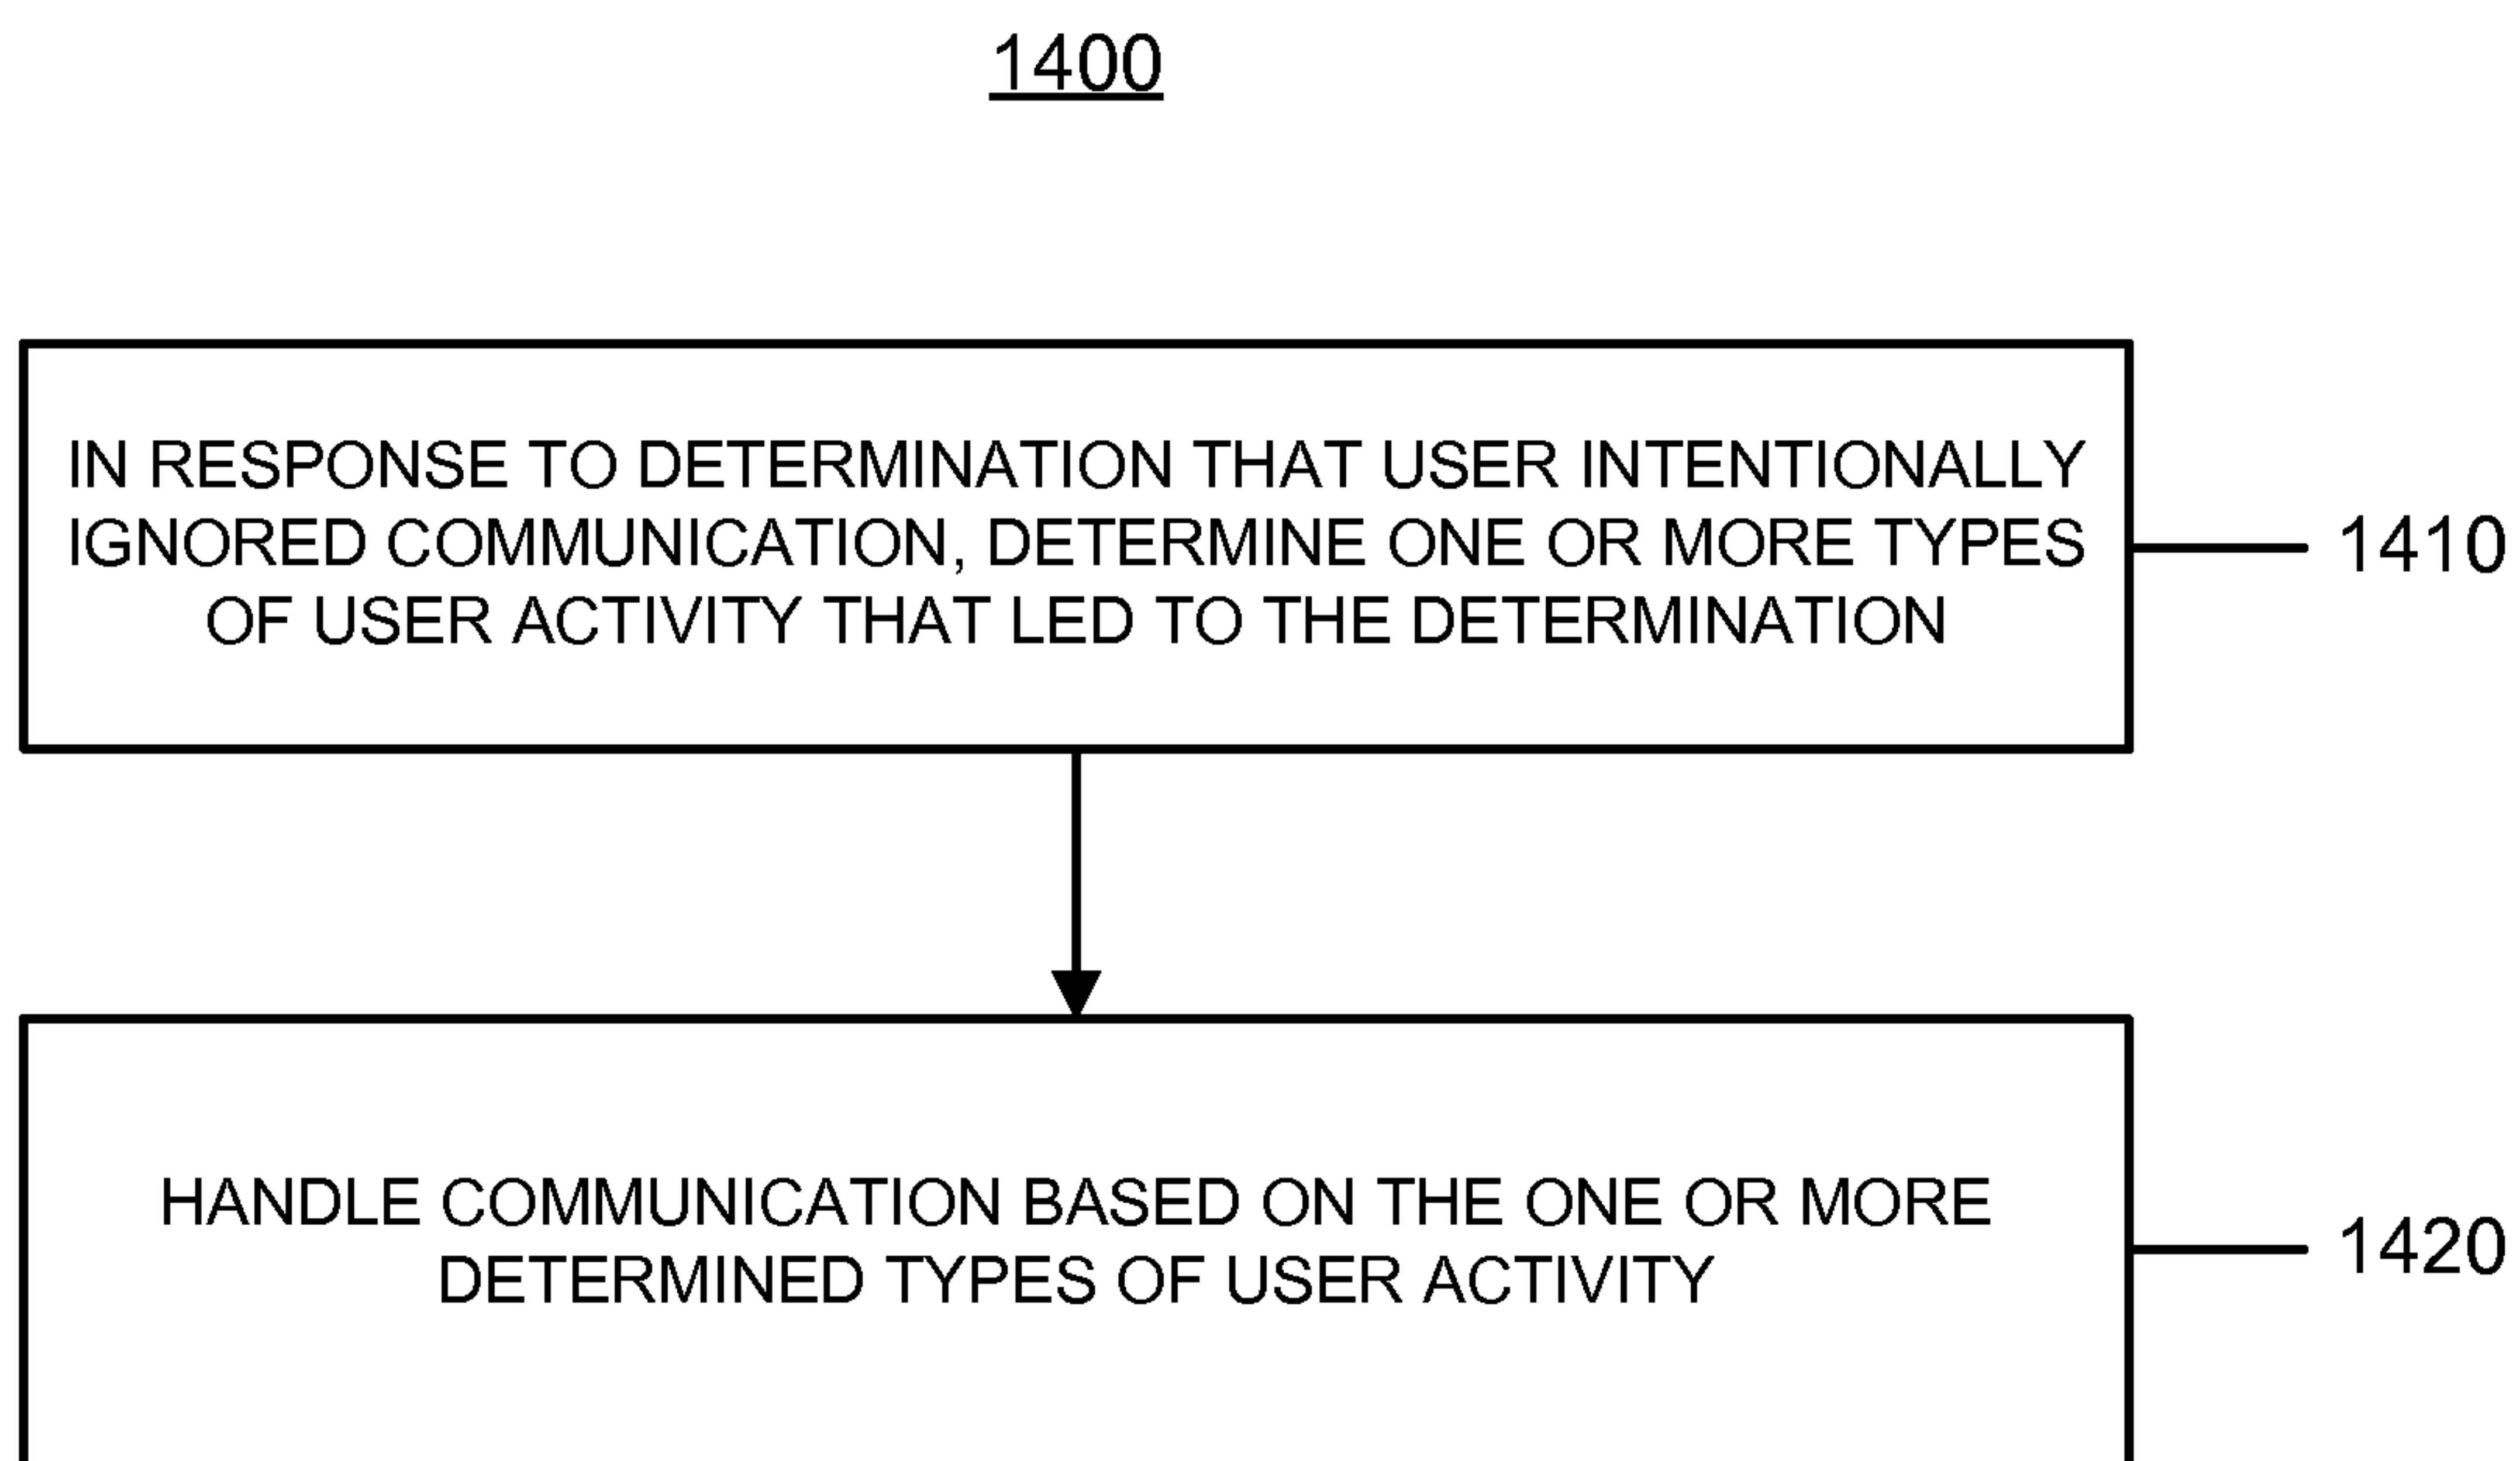 1400
IN RESPONSE TO DETERMINATION THAT USER INTENTIONALLY
IGNORED COMMUNICATION, DETERMINE ONE OR MORE TYPES
OF USER ACTIVITY THAT LED TO THE DETERMINATION
1410
HANDLE COMMUNICATION BASED ON THE ONE OR MORE
DETERMINED TYPES OF USER ACTIVITY
1420